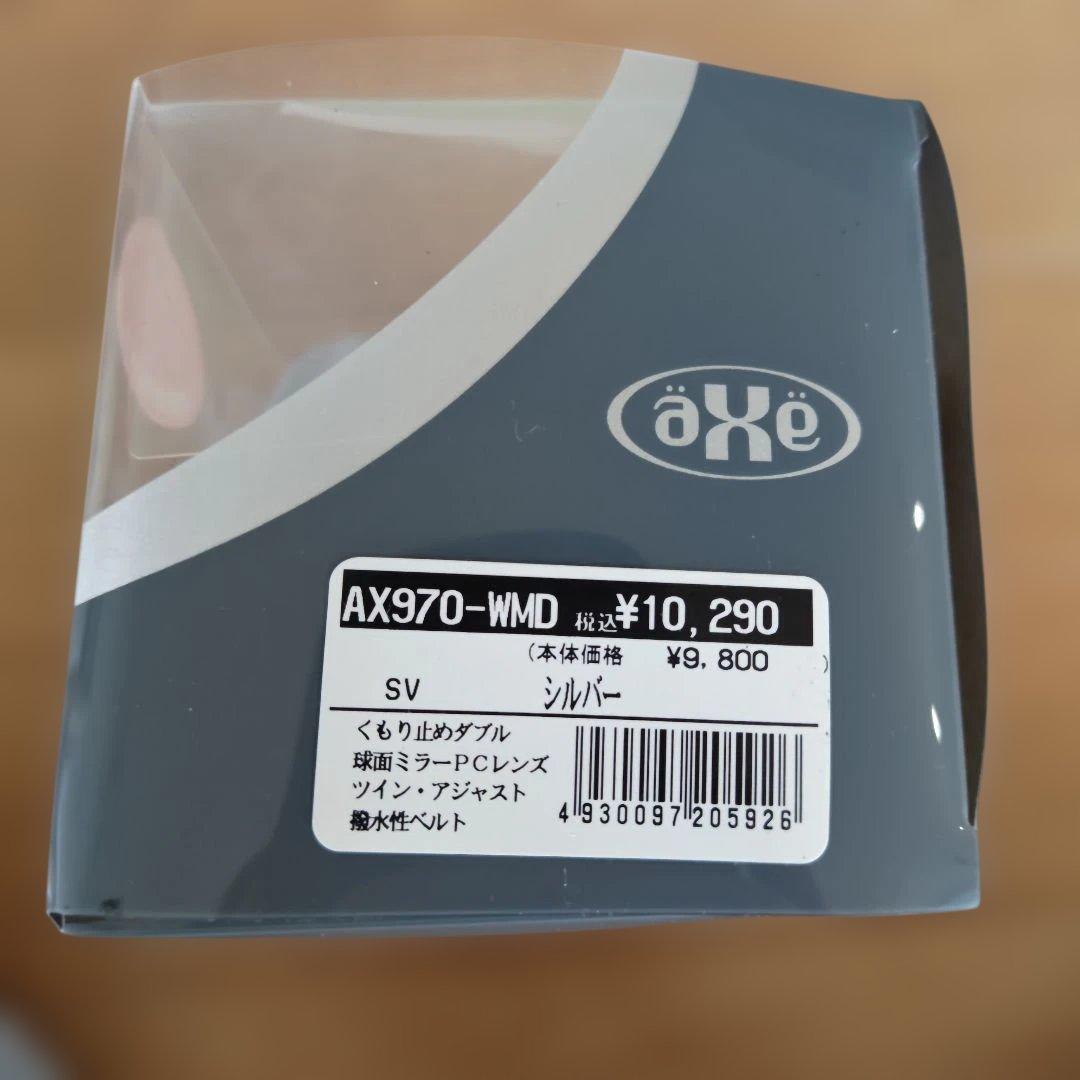 äXë
AX970-WMD 税込¥10,290
(本体価格 ¥9,800 )
SV シルバー
くもり止めダブル
球面ミラーPCレンズ
ツイン・アジャスト
撥水性ベルト
4930097205926